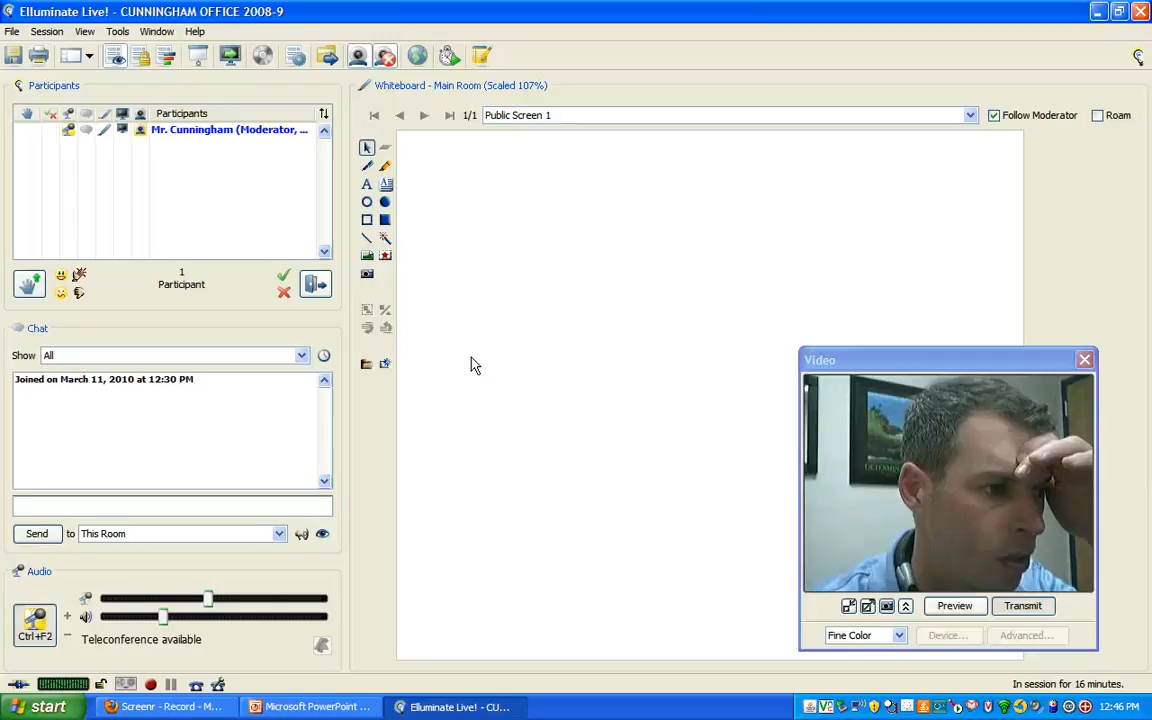 Elluminate Live! - CUNNINGHAM OFFICE 2008-9
File Session View Tools Window Help
Participants
Participants
Mr. Cunningham (Moderator, ...
1
Participant
Chat
Show All
Joined on March 11, 2010 at 12:30 PM
Send to This Room
Audio
Ctrl+F2
Teleconference available
Whiteboard - Main Room (Scaled 107%)
1/1 Public Screen 1 Follow Moderator Roam
A A
Video
DETERMIN
Preview Transmit
Fine Color Device... Advanced...
In session for 16 minutes.
start Screenr - Record - M... Microsoft PowerPoint ... Elluminate Live! - CU... 12:46 PM